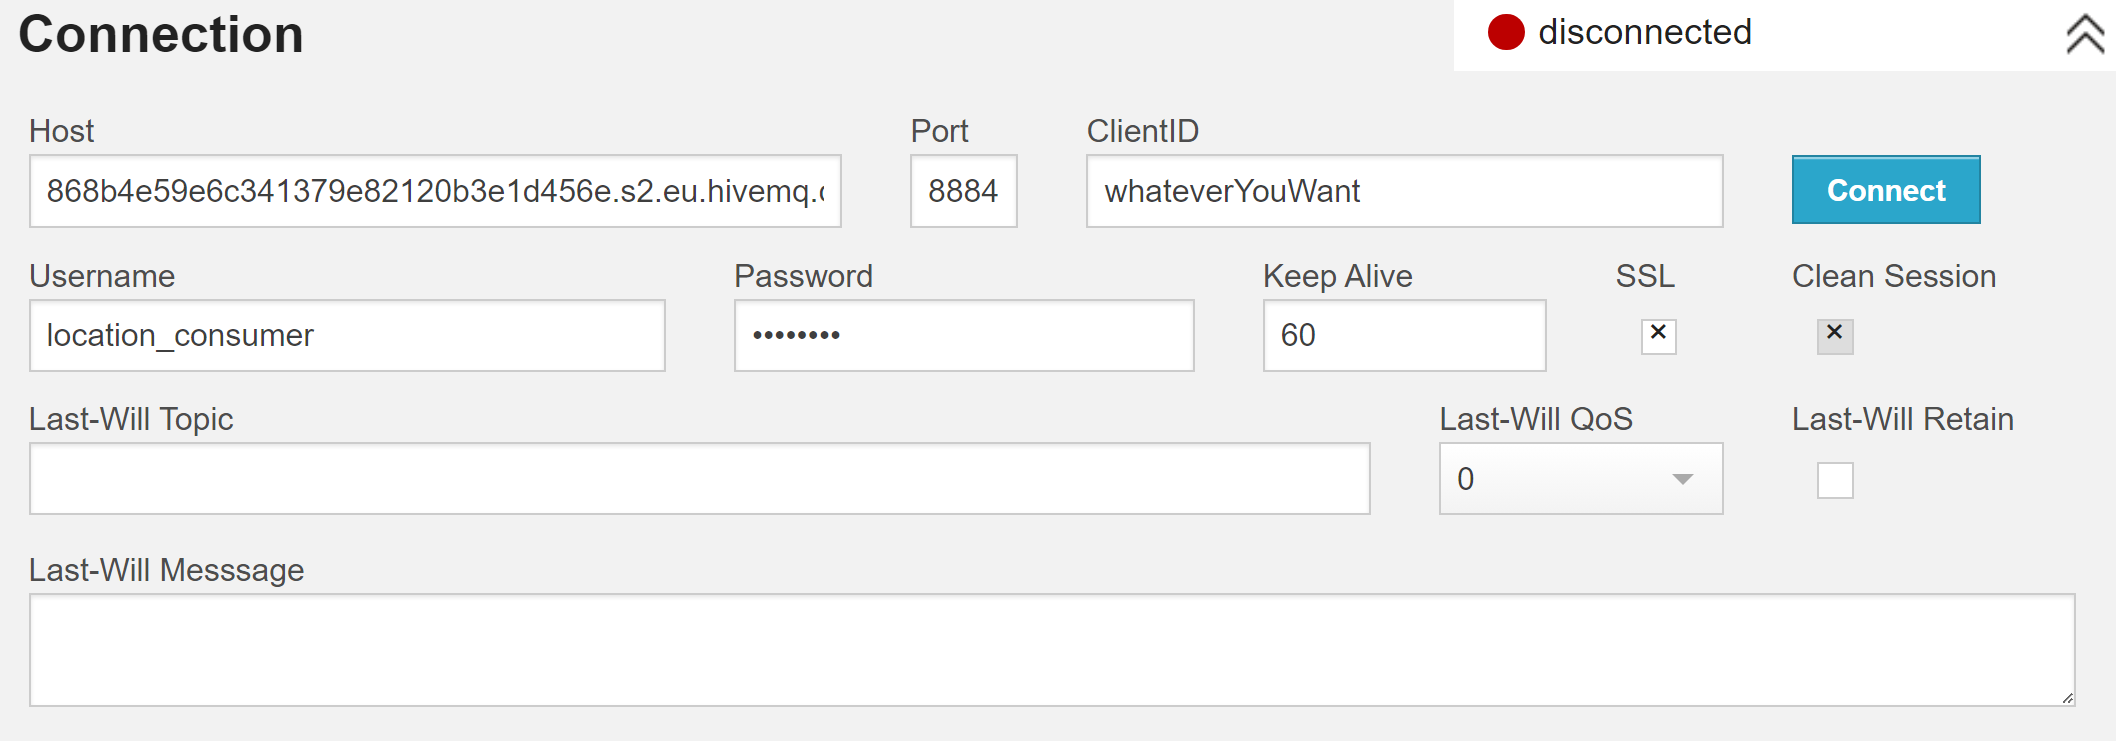 Connection
disconnected
Host
Port
ClientID
868b4e59e6c341379e82120b3e1d456e.s2.eu.hivemq.
8884
whateverYouWant
Connect
Username
Password
Keep Alive
SSL
Clean Session
location_consumer
••••••••
60
Last-Will Topic
Last-Will QoS
Last-Will Retain
0
Last-Will Messsage